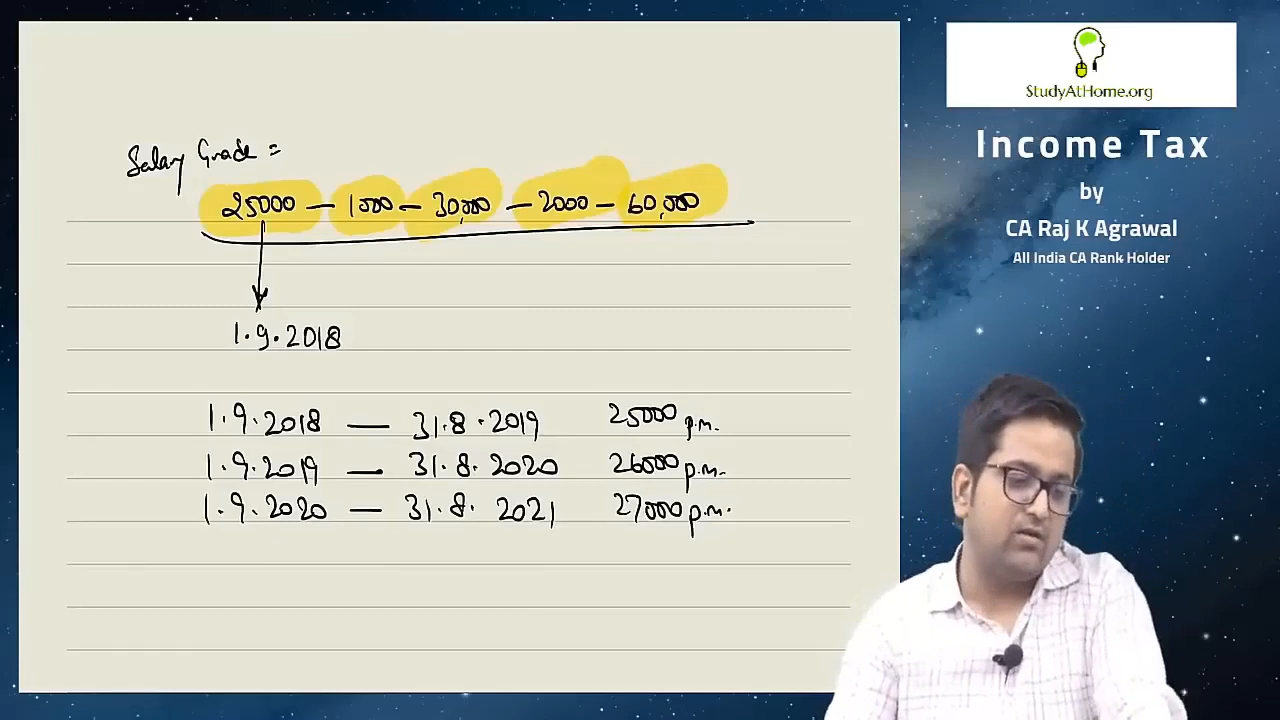 Salary Grade =
25000 – 1000 – 30,000 – 2000 – 60,000
1.9.2018
1.9.2018 — 31.8.2019 25000 p.m.
1.9.2019 — 31.8.2020 26000 p.m.
1.9.2020 — 31.8.2021 27000 p.m.
StudyAtHome.org
Income Tax
by
CA Raj K Agrawal
All India CA Rank Holder